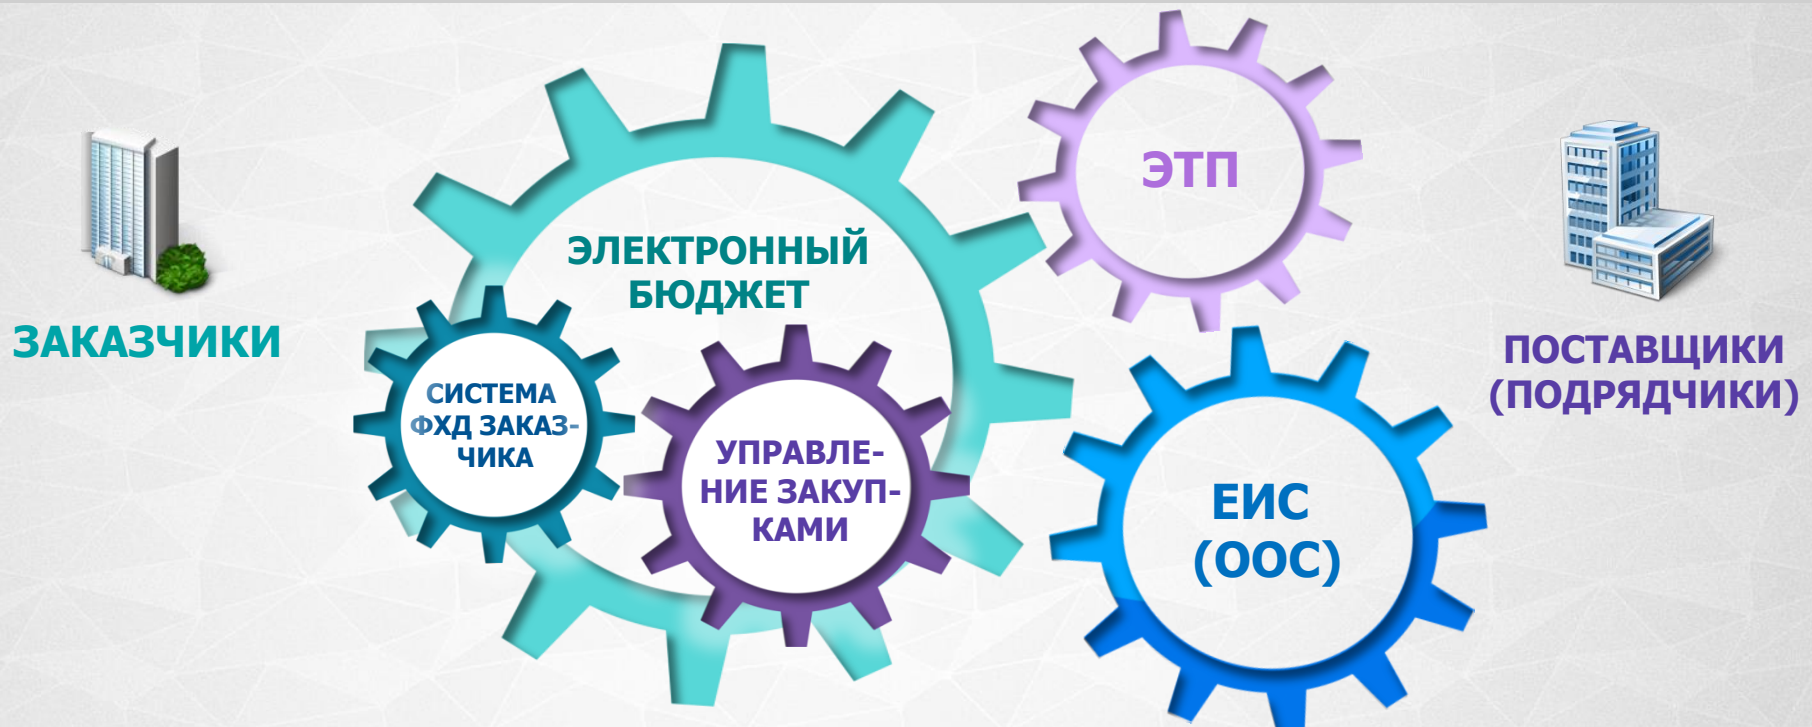 ЗАКАЗЧИКИ
ЭЛЕКТРОННЫЙ
БЮДЖЕТ
СИСТЕМА
ФХД ЗАКАЗ-
ЧИКА
УПРАВЛЕ-
НИЕ ЗАКУП-
КАМИ
ЭТП
ЕИС
(ООС)
ПОСТАВЩИКИ
(ПОДРЯДЧИКИ)